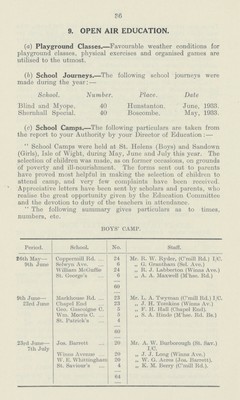 36
9. OPEN AIR EDUCATION.
(a) Playground Classes.—Favourable weather conditions for
playground classes, physical exercises and organised games are
utilised to the utmost.
(b) School Journeys.—The following school journeys were
made during the year:—
School. Number. Place. Date
Blind and Myope. 40 Hunstanton. June, 1933.
Shernhall Special. 40 Boscombe. May, 1933.
(c) School Camps.—The following particulars are taken from
the report to your Authority by your Director of Education:—
" School Camps were held at St. Helens (Boys) and Sandown
(Girls), Isle of Wight, during May, June and July this year. The
selection of children was made, as on former occasions, on grounds
of poverty and ill-nourishment. The forms sent out to parents
have proved most helpful in making the selection of children to
attend camp, and very few complaints have been received.
Appreciative letters have been sent by scholars and parents, who
realise the great opportunity given by the Education Committee
and the devotion to duty of the teachers in attendance.
" The following summary gives particulars as to times,
numbers, etc.
BOYS' CAMP.
Period. School. No. Staff.
26th May— Coppermill Rd. ... 24 Mr. E. W. Ryder, (C'mill Rd.) I/C.
9th June Selwyn Ave. 6 „ G. Grantham (Sel. Ave.)
William McGuffie 24 „ E. J. Labberton (Winns Ave.)
St. George's ... 6 „ A. A. Maxwell (M'hse. Rd.)
60
9th June— Markhouse Rd. 23 Mr. L. A. Twyman (C'mill Rd.) I/C.
23rd June Chapel End 23 „ J. H. Tomkins (Winns Av.)
Geo. Gascoigne C. 5 „ F. H. Hall (Chapel End).
Wm. Morris C. ... 5 „ S. A. Hinds (M'hse. Rd. Bs.)
St. Patrick's ... 4
60
23rd June— Jos. Barrett ... 20 Mr. A. W. Buzborough (St. Sav.)
7th July I.C.
Winns Avenue ... 20 „ J. J. Long (Winns Ave.)
W. E. Whittingham 20 „ W. G. Acres (Jos. Barrett).
St. Saviour's ... 4 „ K. M. Berry (C'mill Rd.)
64